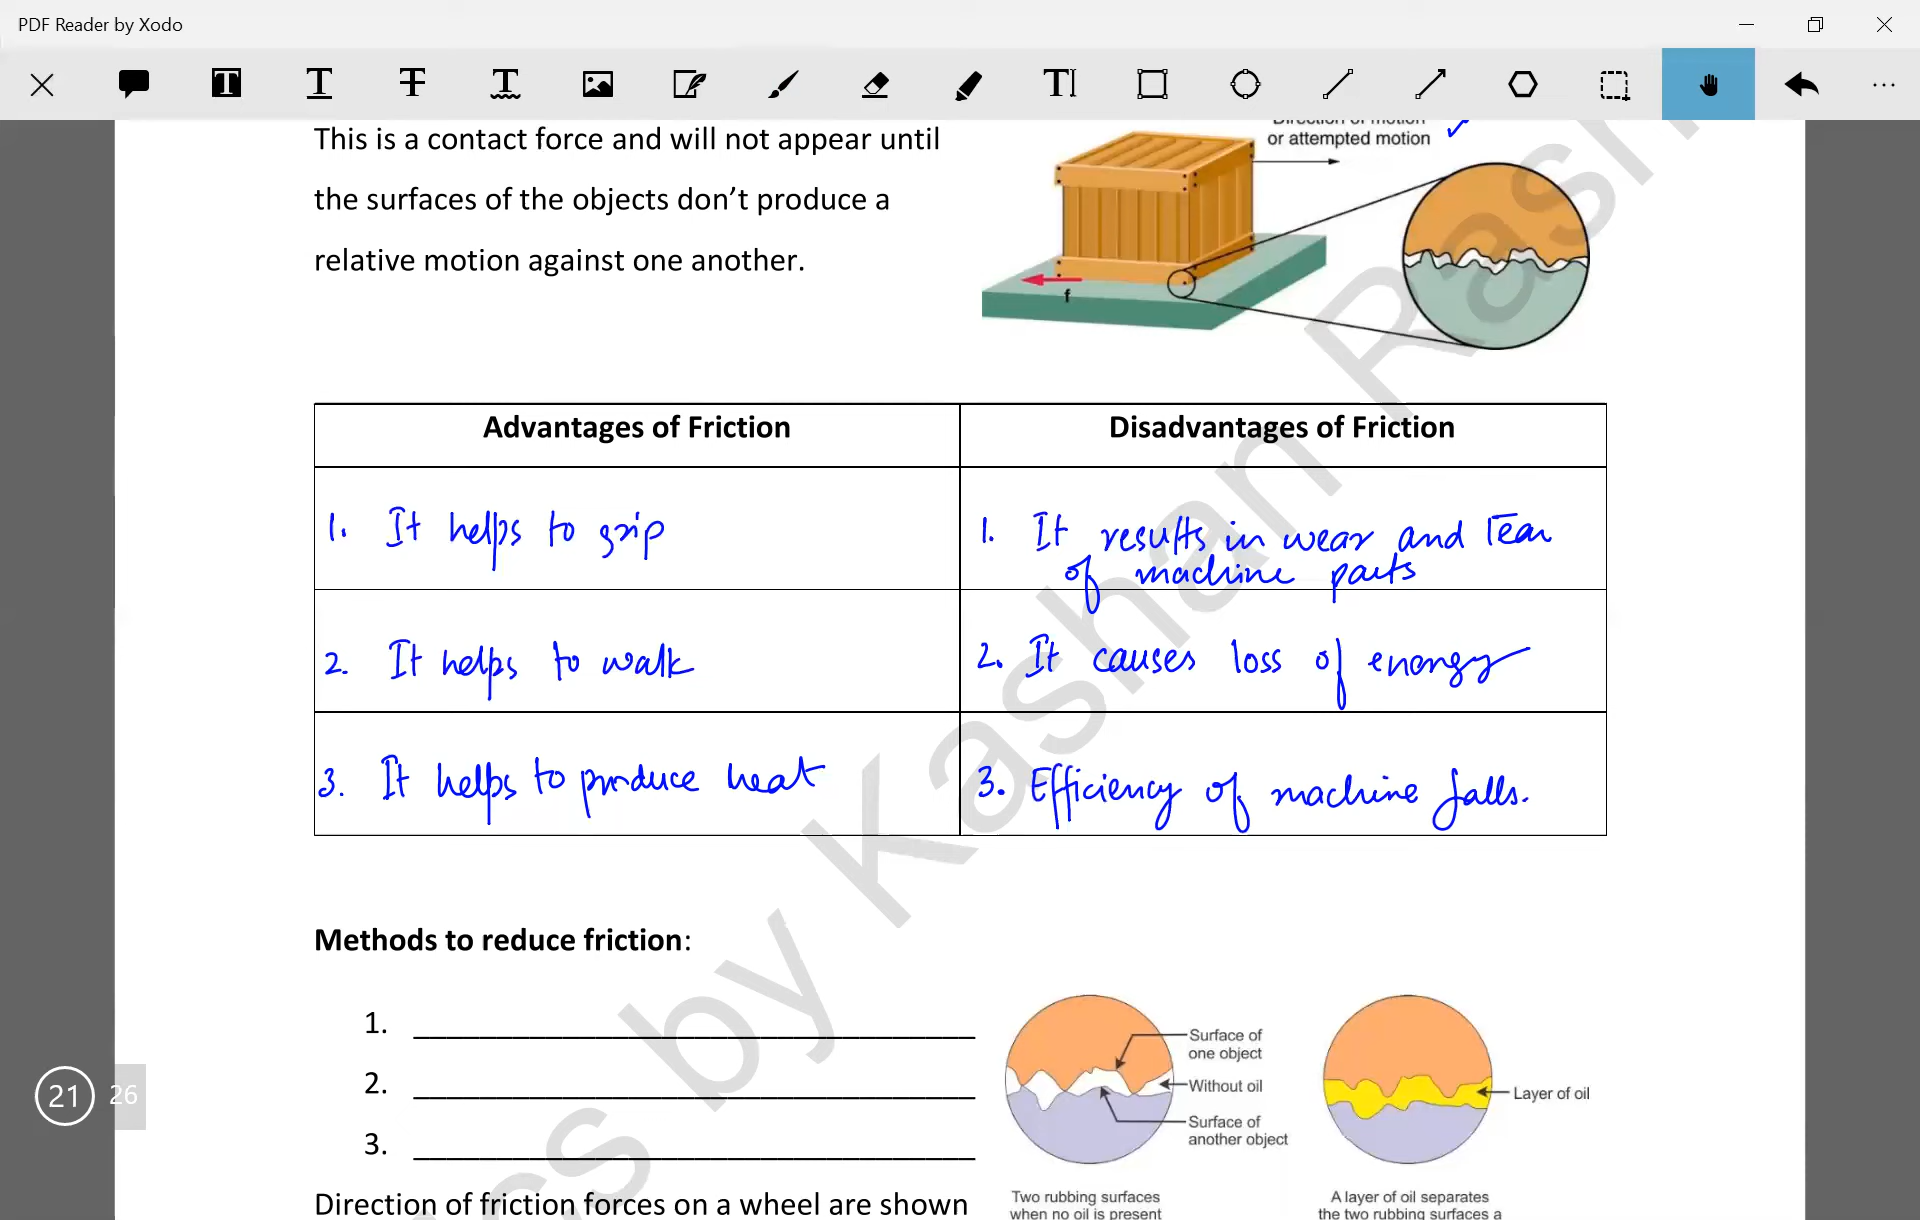 PDF Reader by Xodo
This is a contact force and will not appear until
the surfaces of the objects don’t produce a
relative motion against one another.
Direction of motion
or attempted motion
f
Advantages of Friction
Disadvantages of Friction
1. It helps to grip
1. It results in wear and Tear
of machine parts
2. It helps to walk
2. It causes loss of energy
3. It helps to produce heat
3. Efficiency of machine falls.
Methods to reduce friction:
1.
2.
3.
Surface of
one object
Without oil
Surface of
another object
Layer of oil
Two rubbing surfaces
when no oil is present
A layer of oil separates
the two rubbing surfaces a
Direction of friction forces on a wheel are shown
21
26
cs by Kashan Rash